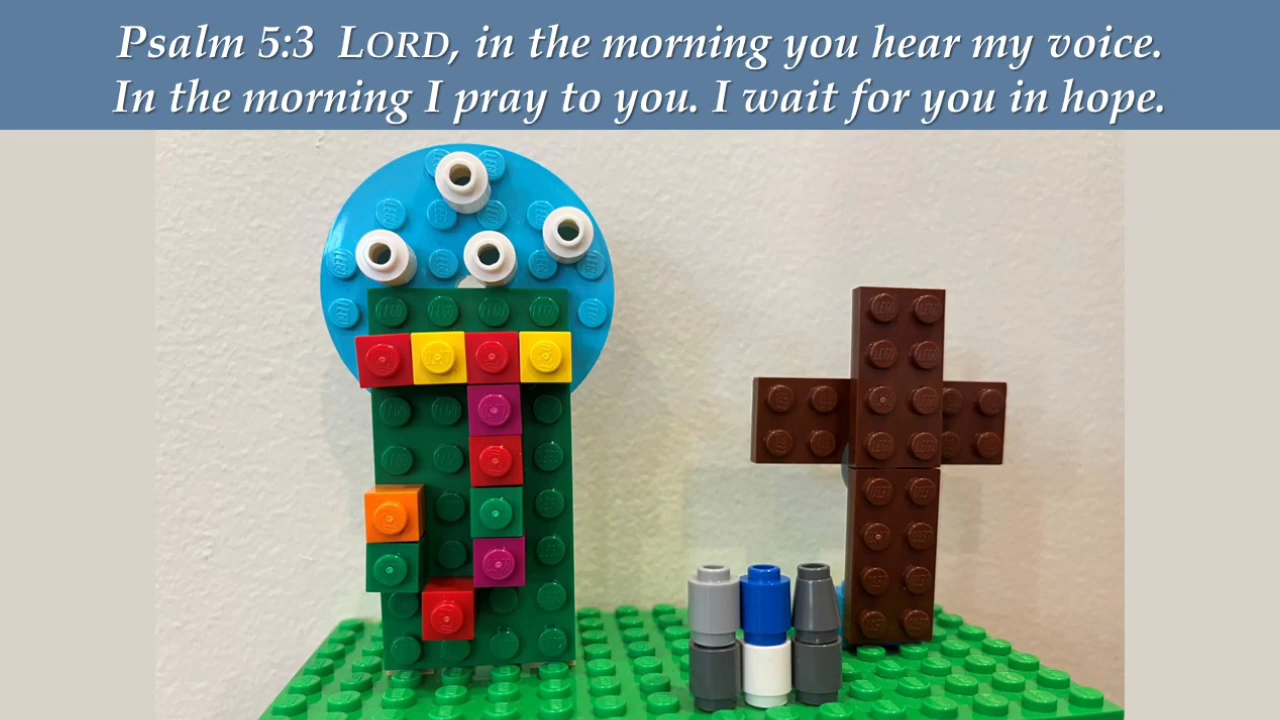 Psalm 5:3 LORD, in the morning you hear my voice.
In the morning I pray to you. I wait for you in hope.